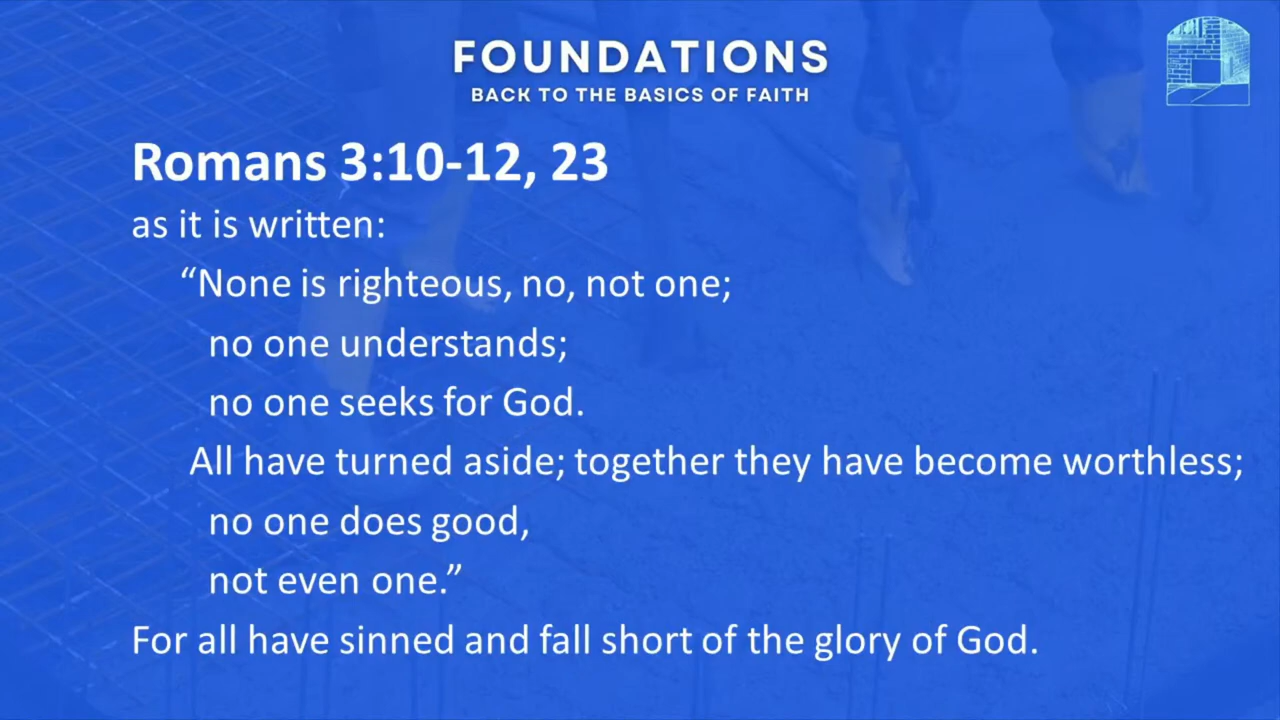 FOUNDATIONS
BACK TO THE BASICS OF FAITH
Romans 3:10-12, 23
as it is written:
“None is righteous, no, not one;
no one understands;
no one seeks for God.
All have turned aside; together they have become worthless;
no one does good,
not even one.”
For all have sinned and fall short of the glory of God.